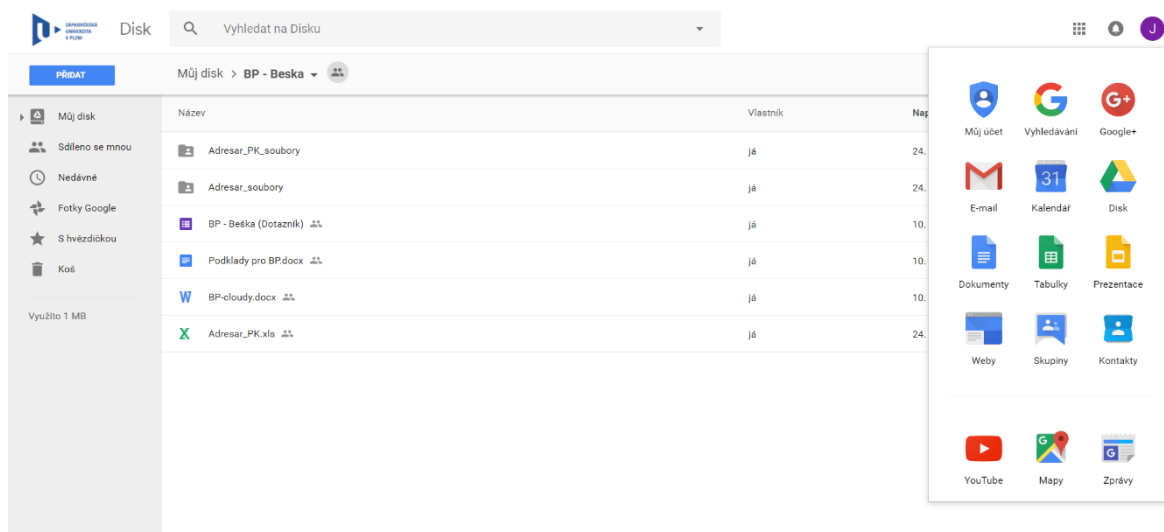 ZÁPADOČESKÁ
UNIVERZITA
V PLZNI
Disk
Vyhledat na Disku
J
PŘIDAT
Můj disk > BP - Beska
Můj disk
Sdíleno se mnou
Nedávné
Fotky Google
S hvězdičkou
Koš
Využito 1 MB
Název Vlastník Nap
Adresar_PK_soubory já 24.
Adresar_soubory já 24.
BP - Beška (Dotazník) já 10.
Podklady pro BP.docx já 10.
W BP-cloudy.docx já 10.
X Adresar_PK.xls já 24.
G+
Můj účet Vyhledávání Google+
31
E-mail Kalendář Disk
Dokumenty Tabulky Prezentace
Weby Skupiny Kontakty
G G
YouTube Mapy Zprávy